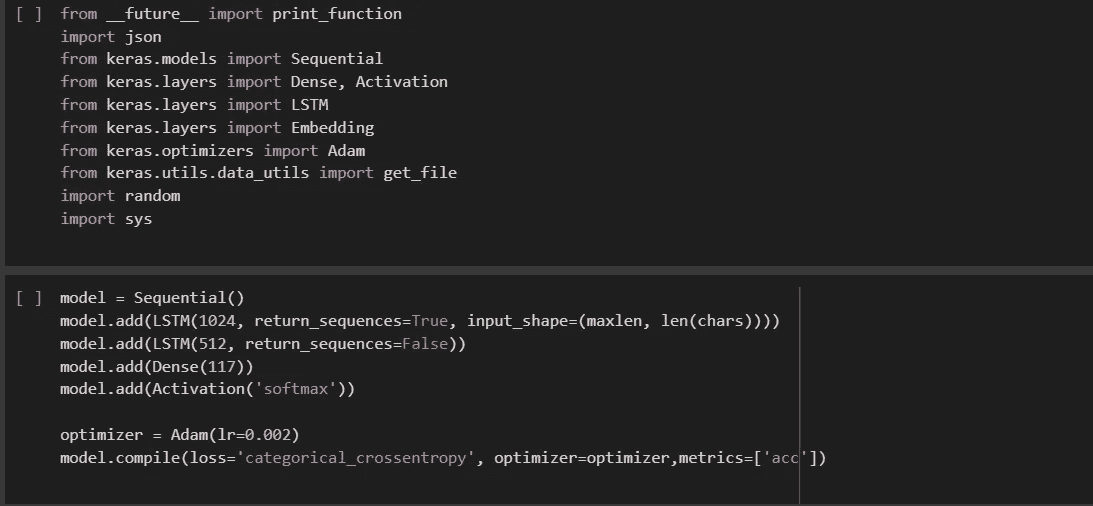 [ ] from __future__ import print_function
import json
from keras.models import Sequential
from keras.layers import Dense, Activation
from keras.layers import LSTM
from keras.layers import Embedding
from keras.optimizers import Adam
from keras.utils.data_utils import get_file
import random
import sys
[ ] model = Sequential()
model.add(LSTM(1024, return_sequences=True, input_shape=(maxlen, len(chars))))
model.add(LSTM(512, return_sequences=False))
model.add(Dense(117))
model.add(Activation('softmax'))
optimizer = Adam(lr=0.002)
model.compile(loss='categorical_crossentropy', optimizer=optimizer,metrics=['acc'])